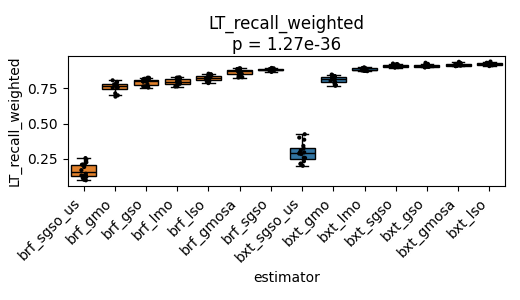 LT_recall_weighted
p = 1.27e-36
LT_recall_weighted
0.75
0.50
0.25
brf_sgso_us
brf_gmo
brf_gso
brf_lmo
brf_lso
brf_gmosa
brf_sgso
bxt_sgso_us
bxt_gmo
bxt_lmo
bxt_sgso
bxt_gso
bxt_gmosa
bxt_lso
estimator